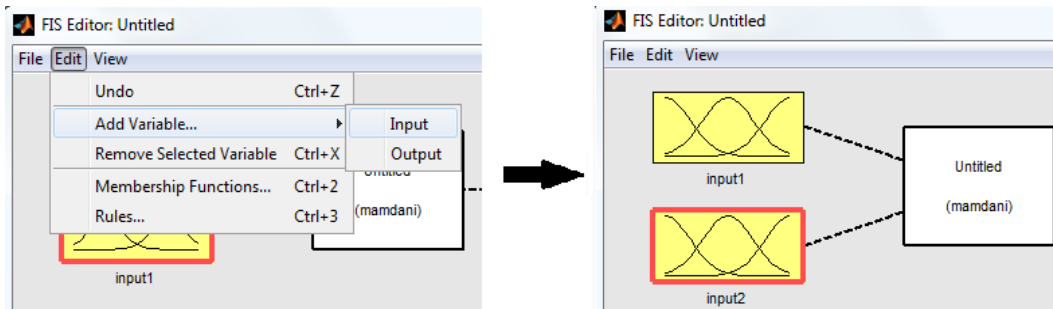 FIS Editor: Untitled
File Edit View
Undo Ctrl+Z
Add Variable... Input
Remove Selected Variable Ctrl+X Output
Membership Functions... Ctrl+2
Rules... Ctrl+3
Untitled
(mamdani)
input1
FIS Editor: Untitled
File Edit View
input1
Untitled
(mamdani)
input2